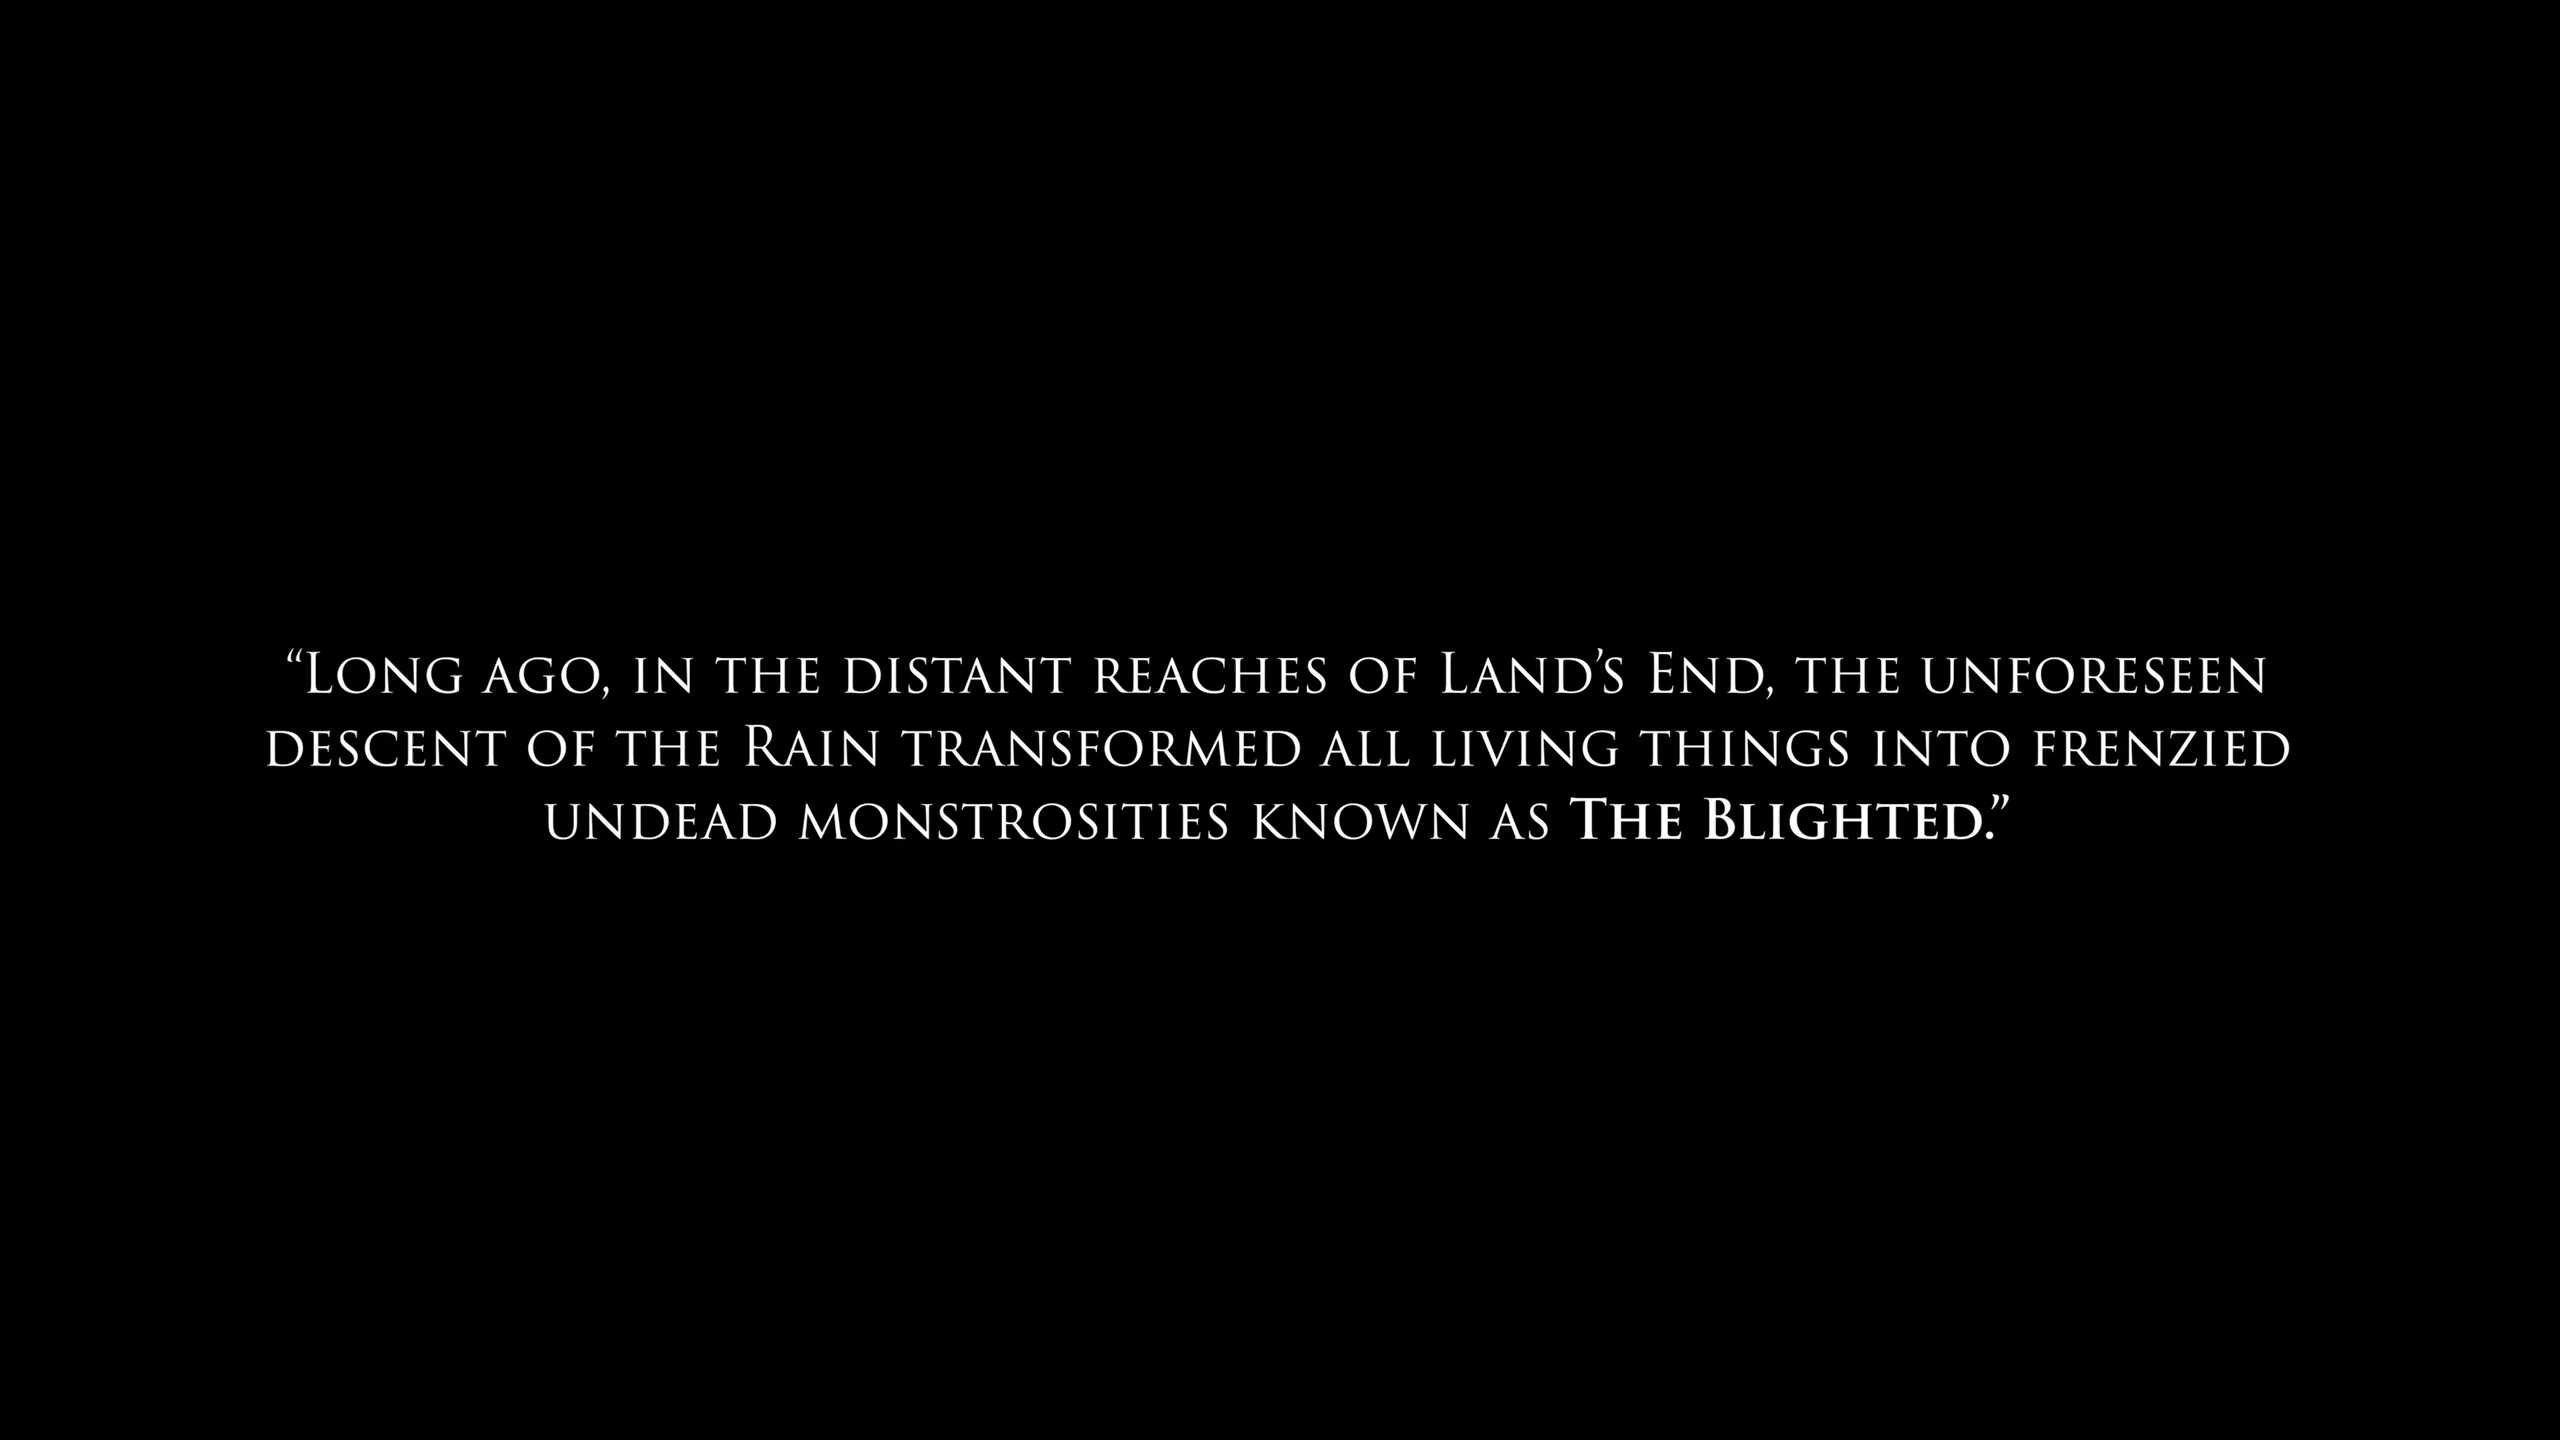 “Long ago, in the distant reaches of Land’s End, the unforeseen
descent of the Rain transformed all living things into frenzied
undead monstrosities known as The Blighted.”